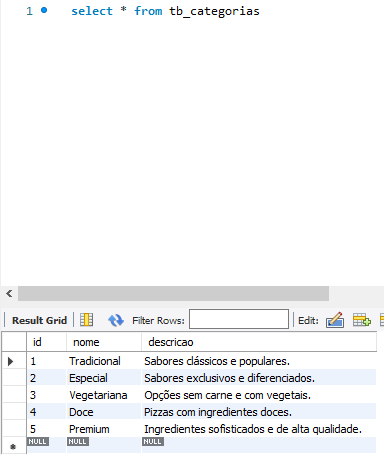 1 select * from tb_categorias
Result Grid Filter Rows: Edit:
id nome descricao
1 Tradicional Sabores clássicos e populares.
2 Especial Sabores exclusivos e diferenciados.
3 Vegetariana Opções sem carne e com vegetais.
4 Doce Pizzas com ingredientes doces.
5 Premium Ingredientes sofisticados e de alta qualidade.
NULL NULL NULL